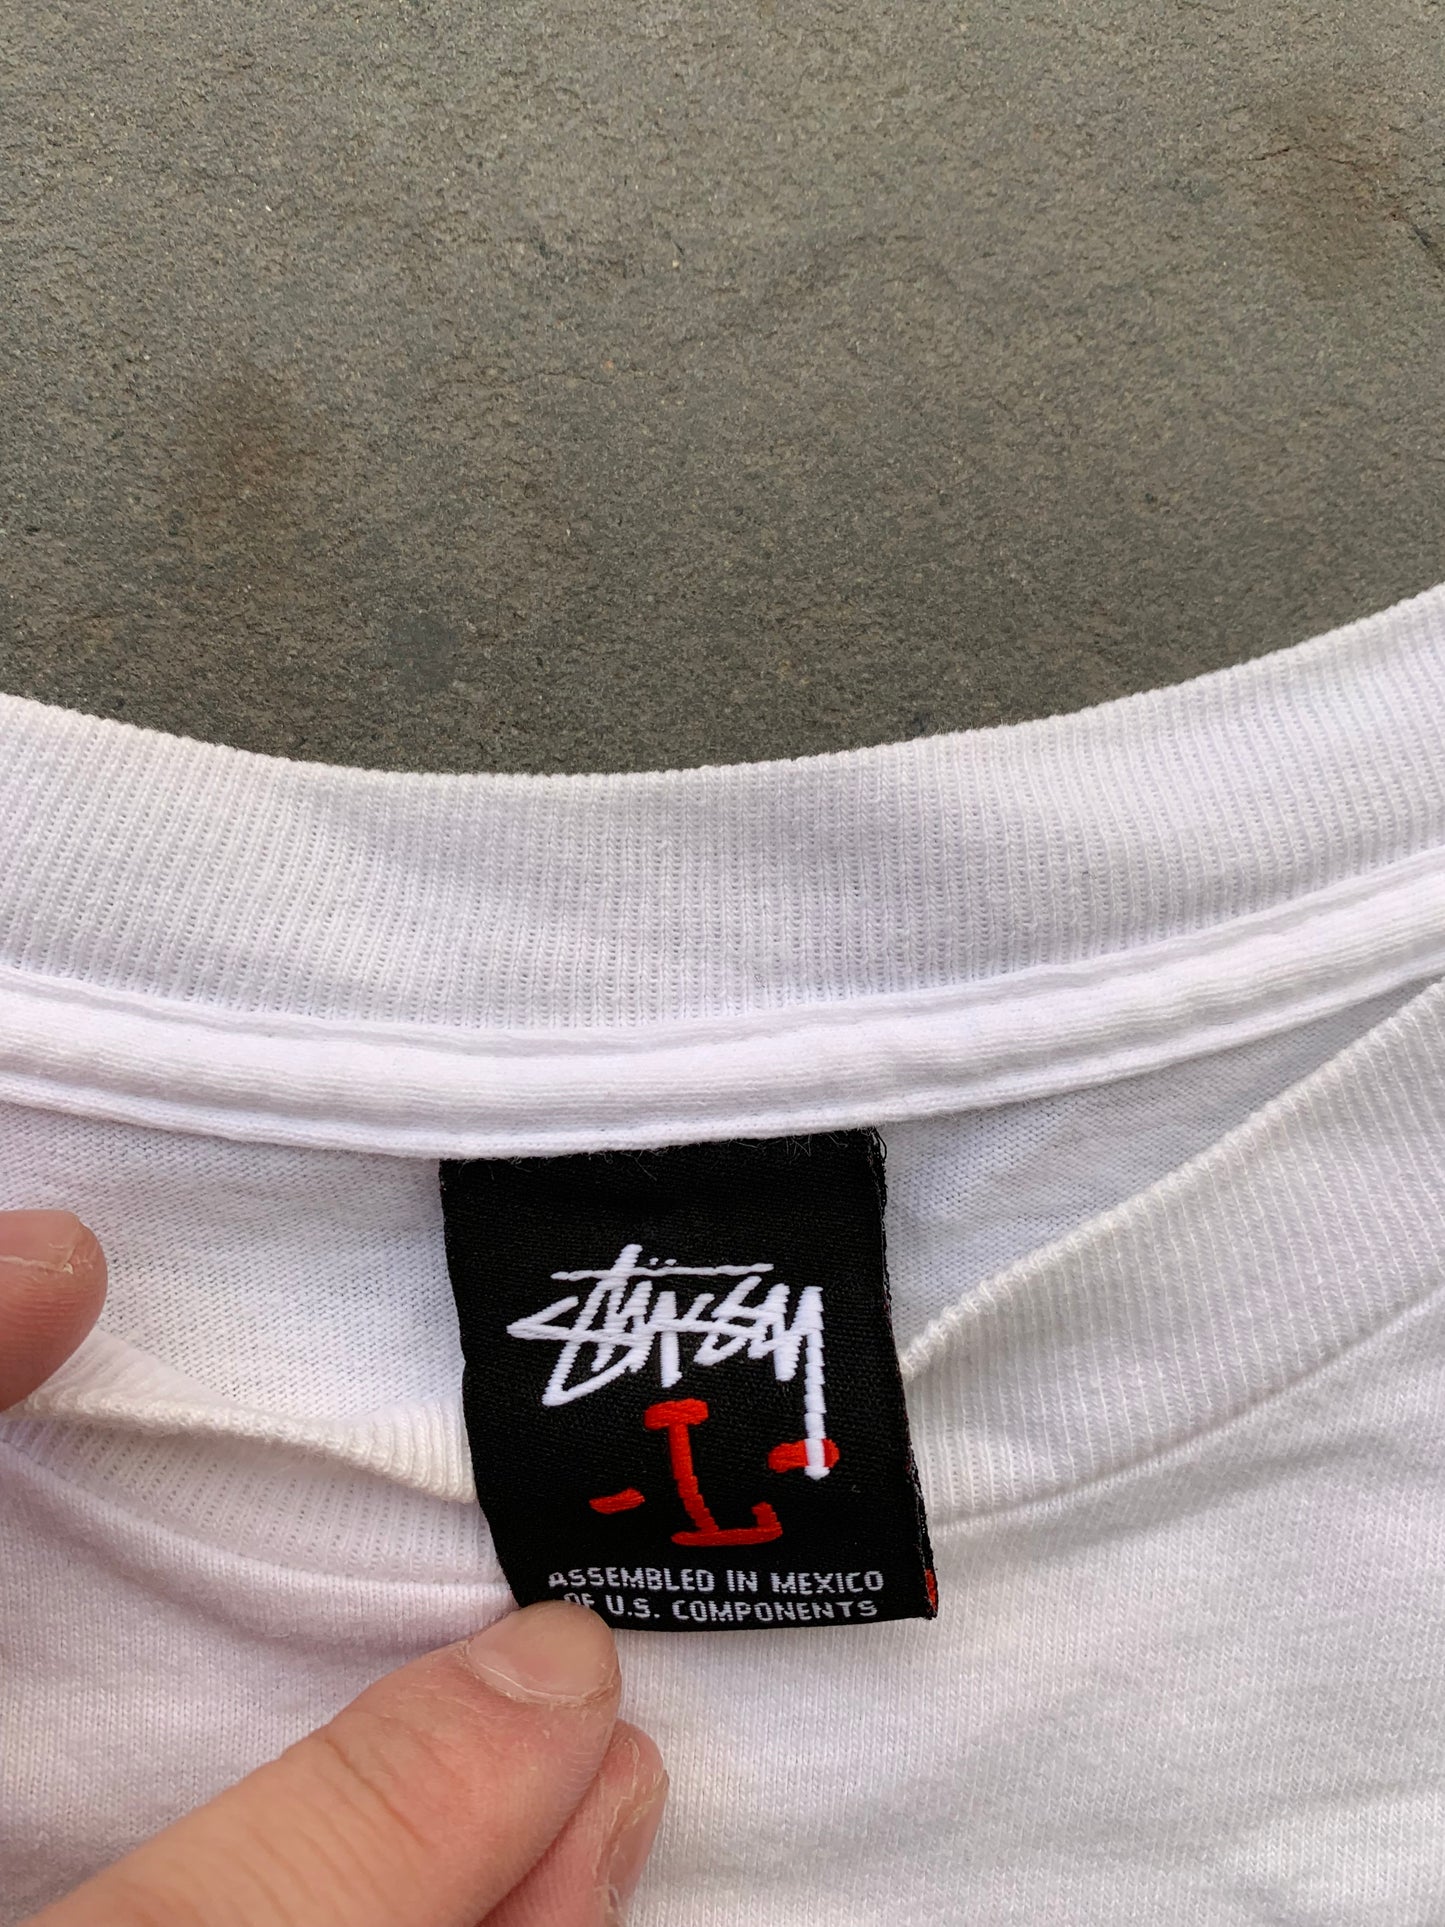 Stüssy
-L-
ASSEMBLED IN MEXICO
OF U.S. COMPONENTS